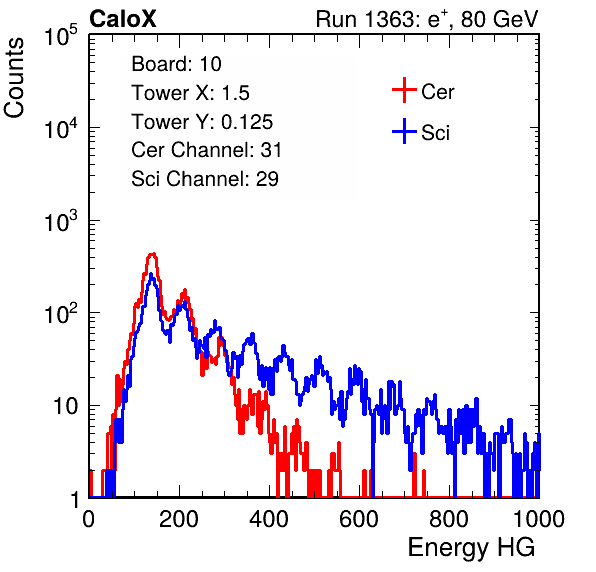 CaloX Run 1363: e⁺, 80 GeV
Counts
10⁵
10⁴
10³
10²
10
1
Board: 10
Tower X: 1.5
Tower Y: 0.125
Cer Channel: 31
Sci Channel: 29
Cer
Sci
0 200 400 600 800 1000
Energy HG